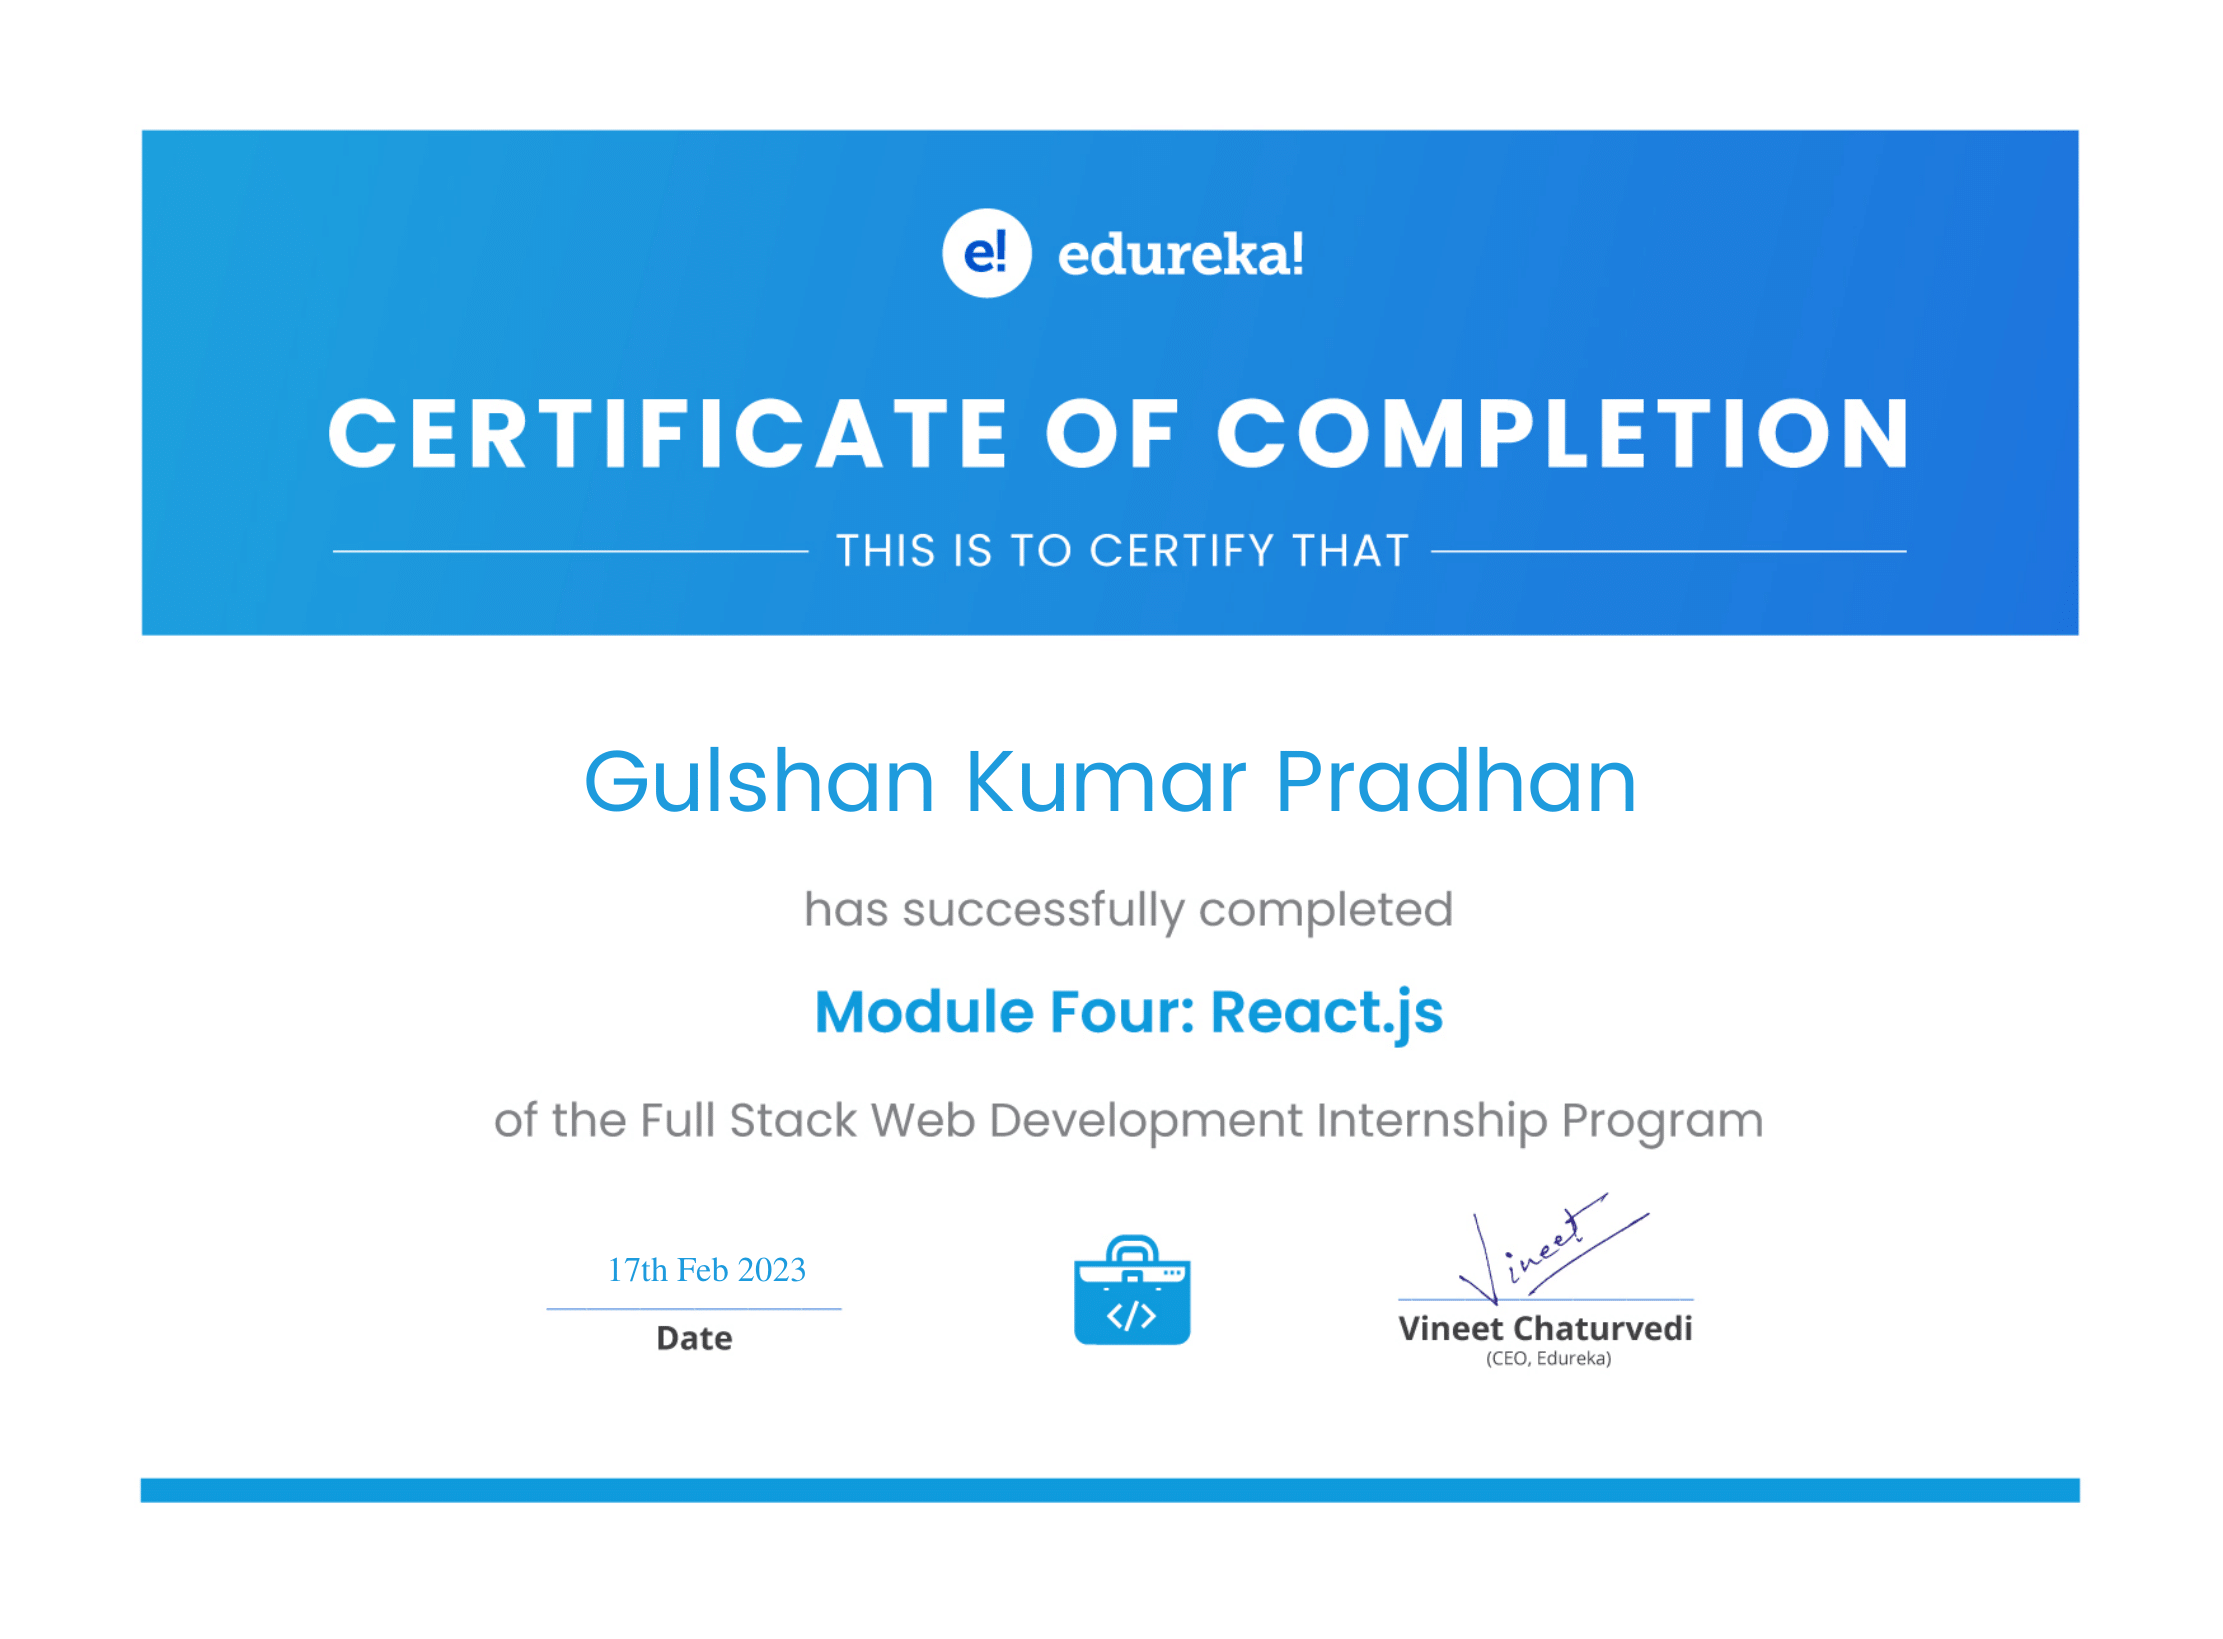 e! edureka!
CERTIFICATE OF COMPLETION
THIS IS TO CERTIFY THAT
Gulshan Kumar Pradhan
has successfully completed
Module Four: React.js
of the Full Stack Web Development Internship Program
17th Feb 2023
Date
</>
Vineet
Vineet Chaturvedi
(CEO, Edureka)